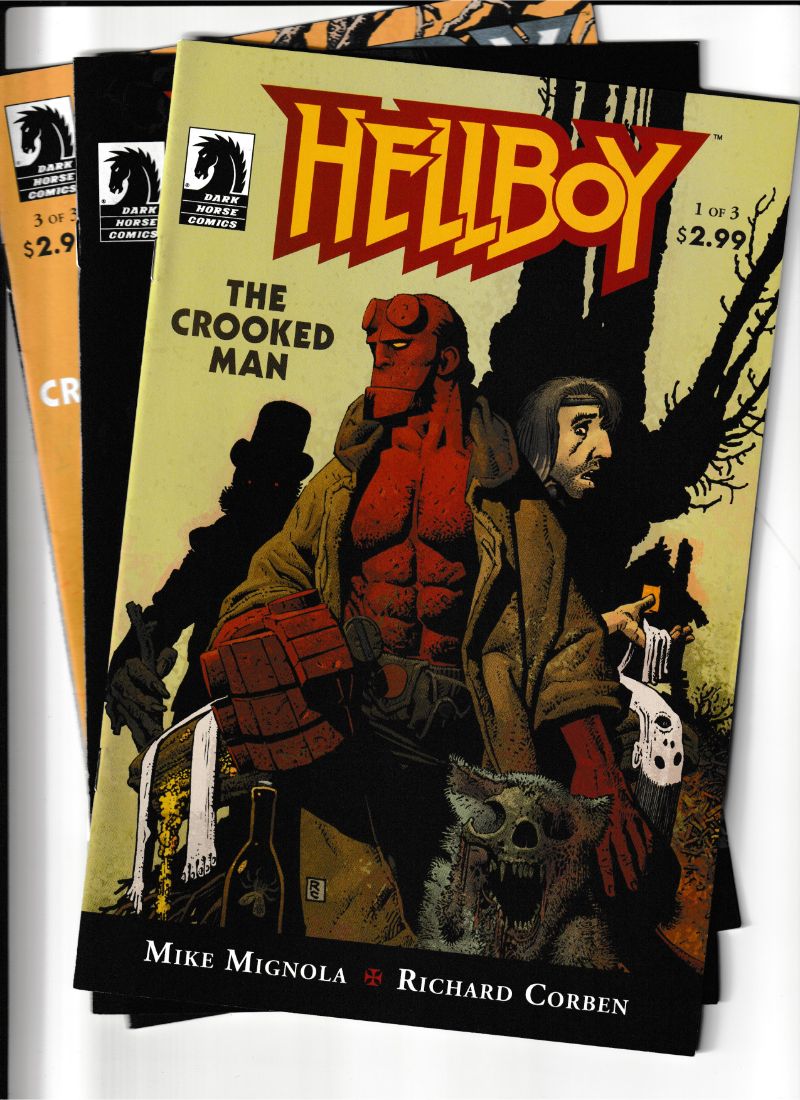 HELLBOY
TM
DARK
HORSE
COMICS
1 OF 3
$2.99
THE
CROOKED
MAN
RC
MIKE MIGNOLA RICHARD CORBEN
DARK
HORSE
COMICS
DARK
HORSE
COMICS
3 OF 3
$2.9
CR